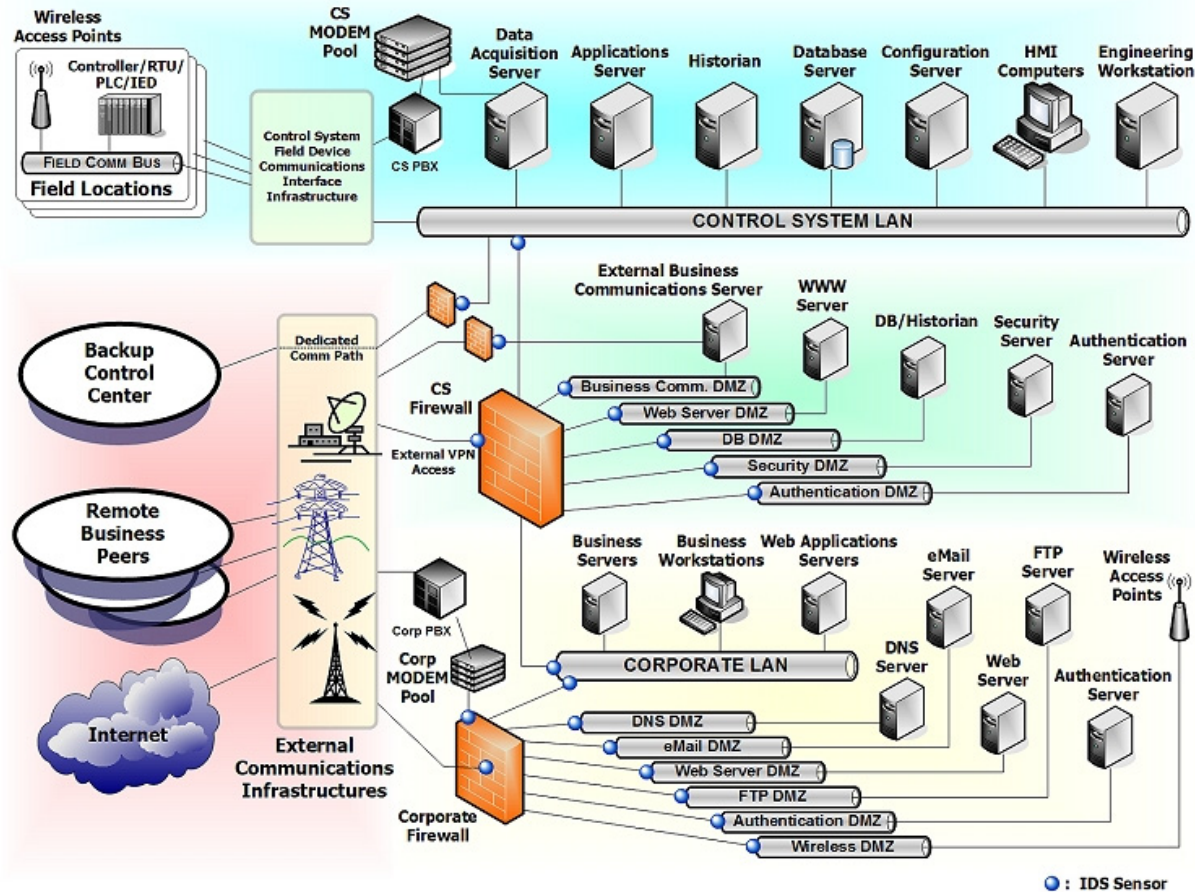 Wireless
Access Points
Controller/RTU/
PLC/IED
FIELD COMM BUS
Field Locations
Control System
Field Device
Communications
Interface
Infrastructure
CS
MODEM
Pool
CS PBX
Data
Acquisition
Server
Applications
Server
Historian
Database
Server
Configuration
Server
HMI
Computers
Engineering
Workstation
CONTROL SYSTEM LAN
Backup
Control
Center
Dedicated
Comm Path
External Business
Communications Server
WWW
Server
DB/Historian
Security
Server
Authentication
Server
CS
Firewall
External VPN
Access
Business Comm. DMZ
Web Server DMZ
DB DMZ
Security DMZ
Authentication DMZ
Remote
Business
Peers
Internet
External
Communications
Infrastructures
Corp PBX
Corp
MODEM
Pool
Business
Servers
Business
Workstations
Web Applications
Servers
eMail
Server
FTP
Server
Wireless
Access
Points
CORPORATE LAN
DNS
Server
Web
Server
Authentication
Server
Corporate
Firewall
DNS DMZ
eMail DMZ
Web Server DMZ
FTP DMZ
Authentication DMZ
Wireless DMZ
: IDS Sensor